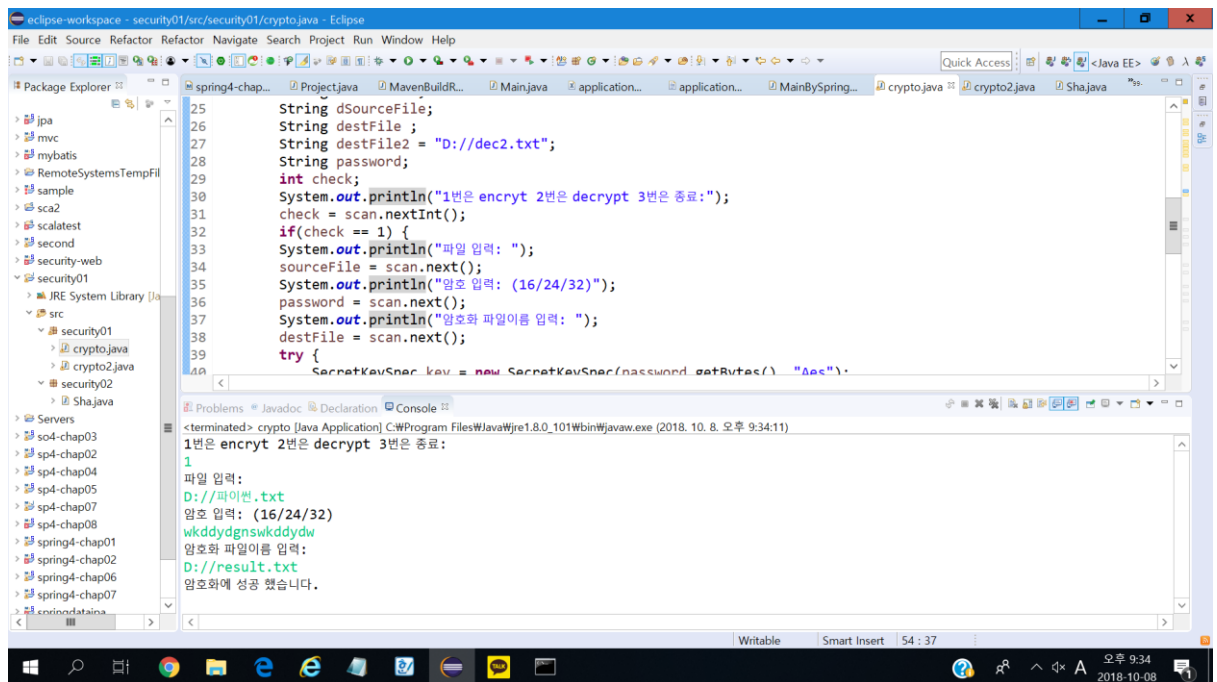 eclipse-workspace - security01/src/security01/crypto.java - Eclipse
File Edit Source Refactor Refactor Navigate Search Project Run Window Help
Quick Access
<Java EE>
Package Explorer
spring4-chap...
Project.java
MavenBuildR...
Main.java
application...
application...
MainBySpring...
crypto.java
crypto2.java
Sha.java
»99-
jpa
mvc
mybatis
RemoteSystemsTempFil
sample
sca2
scalatest
second
security-web
security01
JRE System Library [Ja
src
security01
crypto.java
crypto2.java
security02
Sha.java
Servers
so4-chap03
sp4-chap02
sp4-chap04
sp4-chap05
sp4-chap07
sp4-chap08
spring4-chap01
spring4-chap02
spring4-chap06
spring4-chap07
springdatajpa
25 String dSourceFile;
26 String destFile ;
27 String destFile2 = "D://dec2.txt";
28 String password;
29 int check;
30 System.out.println("1번은 encryt 2번은 decrypt 3번은 종료:");
31 check = scan.nextInt();
32 if(check == 1) {
33 System.out.println("파일 입력: ");
34 sourceFile = scan.next();
35 System.out.println("암호 입력: (16/24/32)");
36 password = scan.next();
37 System.out.println("암호화 파일이름 입력: ");
38 destFile = scan.next();
39 try {
40 SecretKeySpec key = new SecretKeySpec(password.getBytes(), "Aes");
Problems Javadoc Declaration Console
<terminated> crypto [Java Application] C:₩Program Files₩Java₩jre1.8.0_101₩bin₩javaw.exe (2018. 10. 8. 오후 9:34:11)
1번은 encryt 2번은 decrypt 3번은 종료:
1
파일 입력:
D://파이썬.txt
암호 입력: (16/24/32)
wkddydgnswkddydw
암호화 파일이름 입력:
D://result.txt
암호화에 성공 했습니다.
Writable Smart Insert 54 : 37
TALK
A
오후 9:34
2018-10-08
1